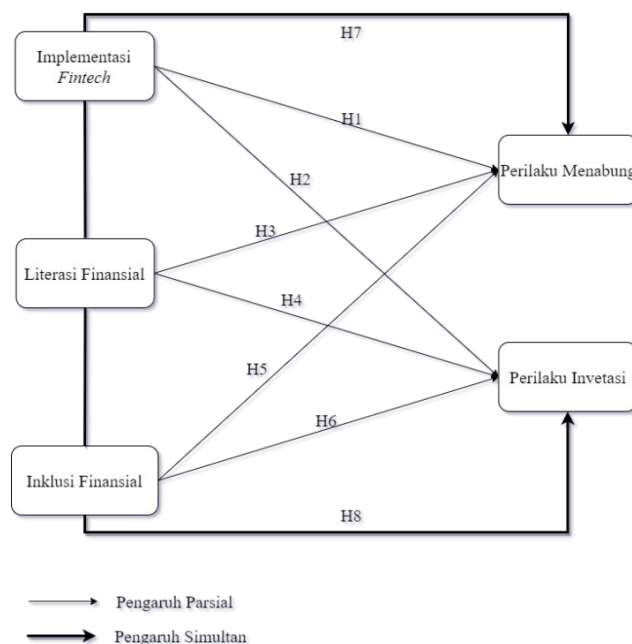 H7
Implementasi
Fintech
H1
Perilaku Menabung
H2
H3
Literasi Finansial
H4
H5
Perilaku Invetasi
H6
Inklusi Finansial
H8
Pengaruh Parsial
Pengaruh Simultan